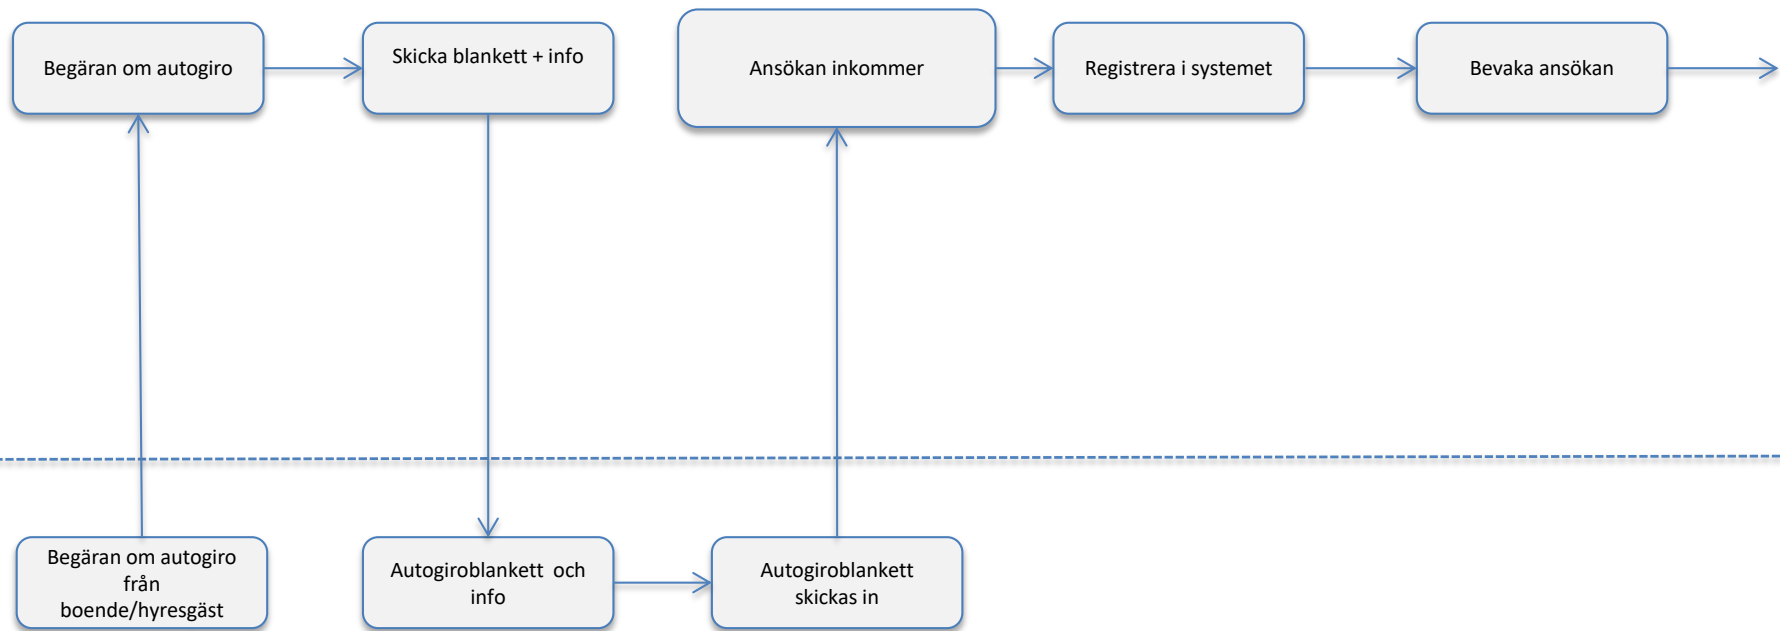 Begäran om autogiro
Skicka blankett + info
Ansökan inkommer
Registrera i systemet
Bevaka ansökan
Begäran om autogiro
från
boende/hyresgäst
Autogiroblankett och
info
Autogiroblankett
skickas in